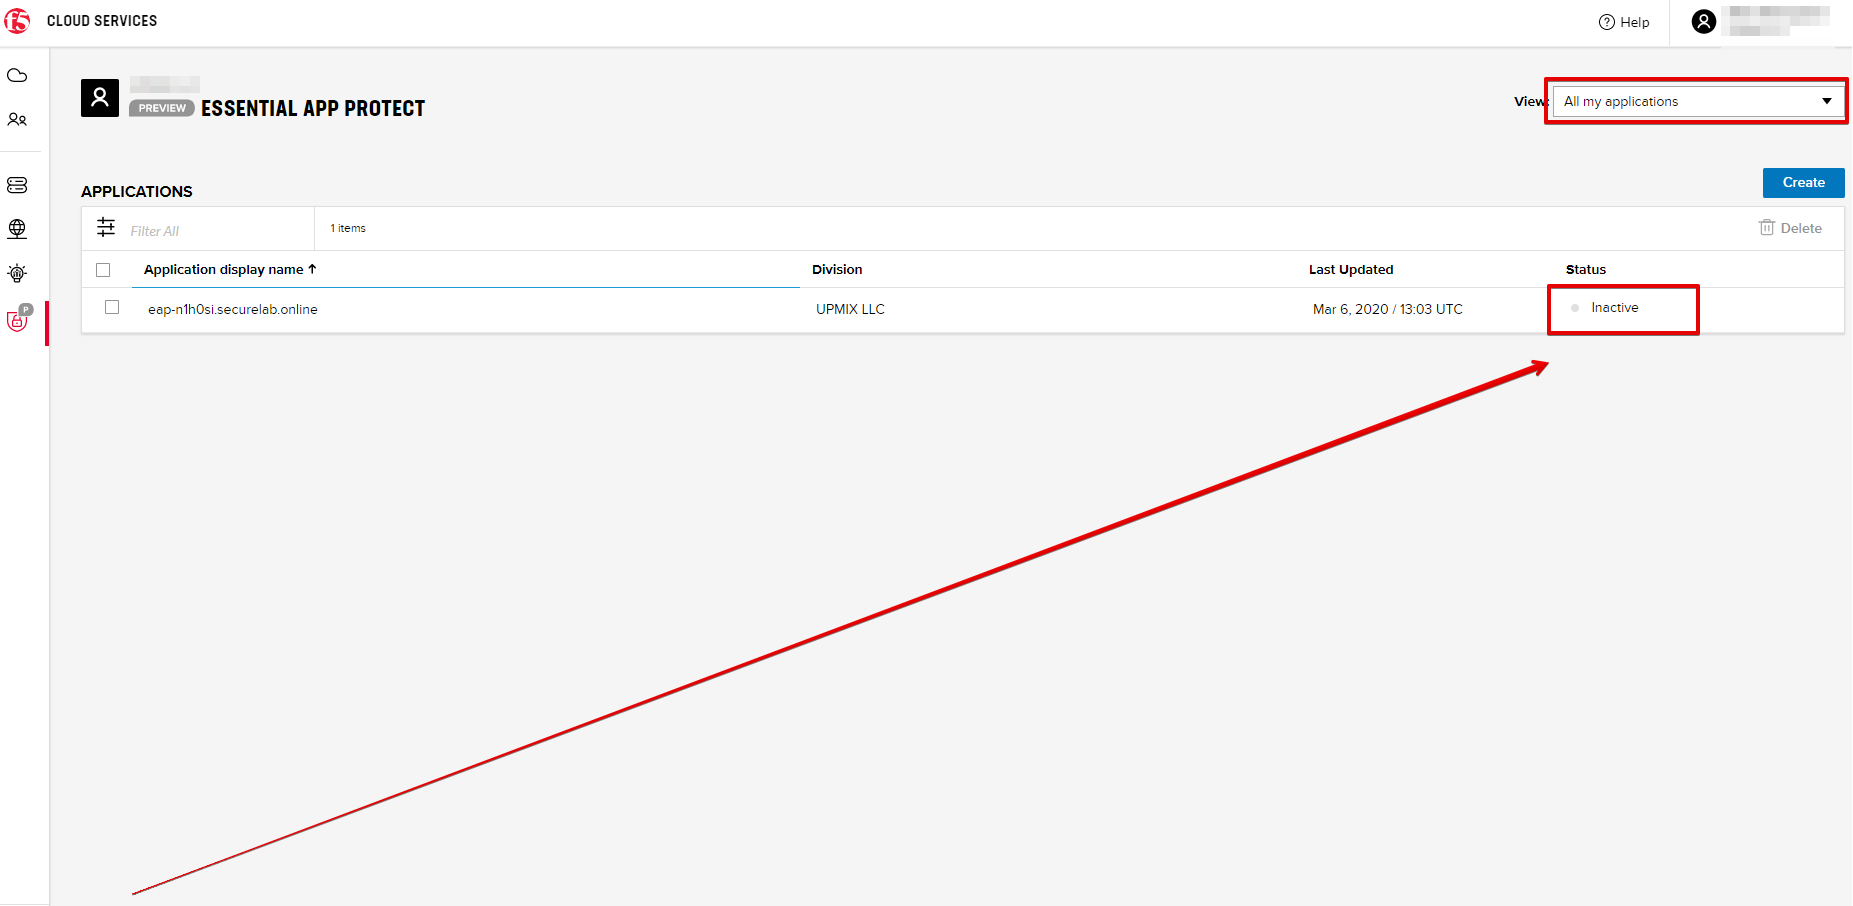 f5 CLOUD SERVICES
Help
PREVIEW ESSENTIAL APP PROTECT
View: All my applications
APPLICATIONS
Create
Filter All
1 items
Delete
Application display name ↑ Division Last Updated Status
eap-n1h0si.securelab.online UPMIX LLC Mar 6, 2020 / 13:03 UTC Inactive
P